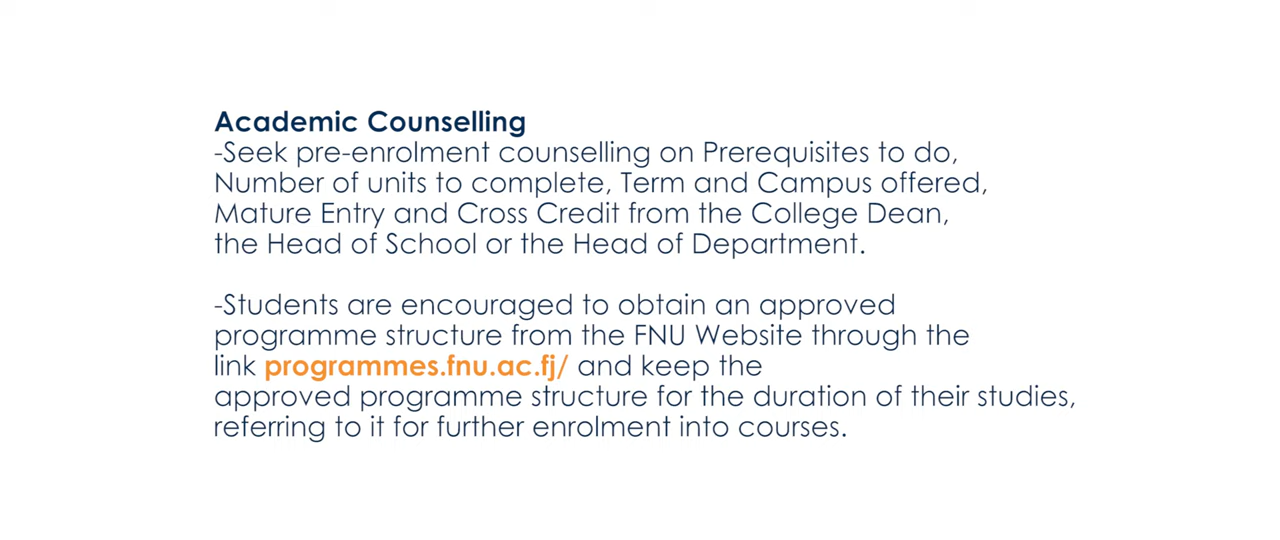 Academic Counselling
-Seek pre-enrolment counselling on Prerequisites to do,
Number of units to complete, Term and Campus offered,
Mature Entry and Cross Credit from the College Dean,
the Head of School or the Head of Department.
-Students are encouraged to obtain an approved
programme structure from the FNU Website through the
link programmes.fnu.ac.fj/ and keep the
approved programme structure for the duration of their studies,
referring to it for further enrolment into courses.